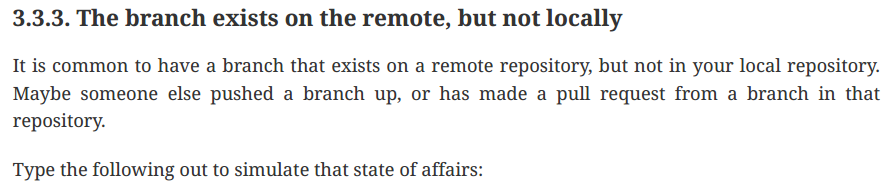 3.3.3. The branch exists on the remote, but not locally
It is common to have a branch that exists on a remote repository, but not in your local repository.
Maybe someone else pushed a branch up, or has made a pull request from a branch in that
repository.
Type the following out to simulate that state of affairs: